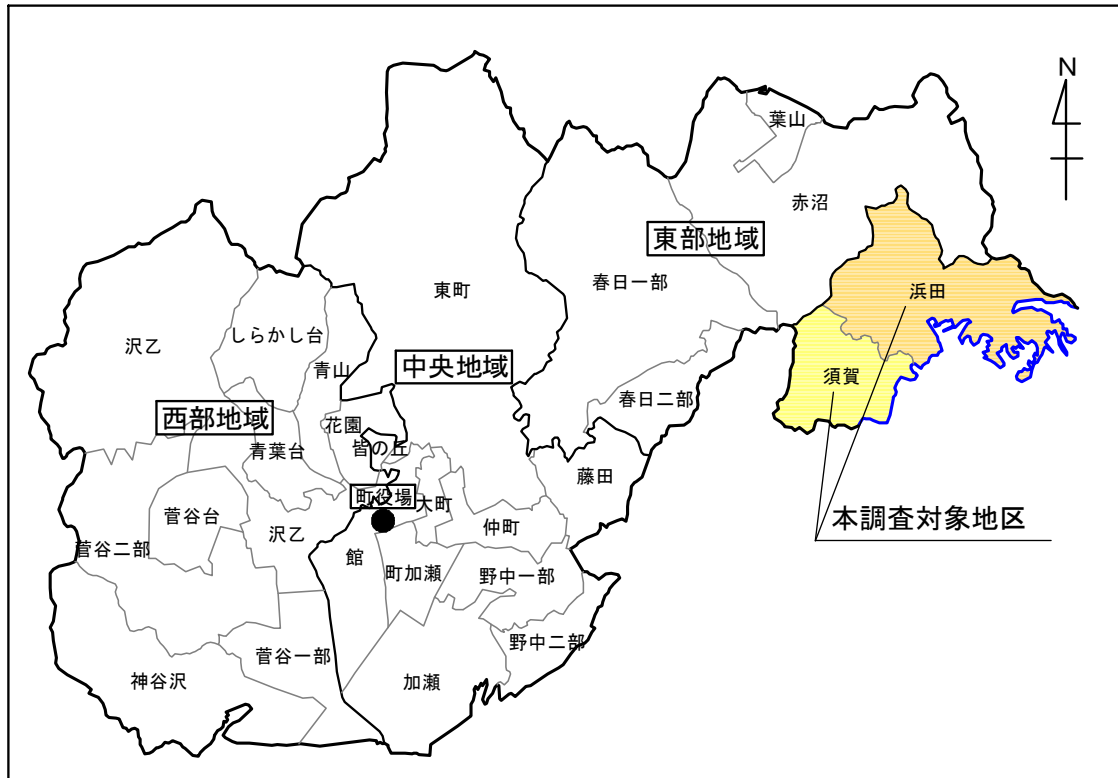 N
葉山
赤沼
東部地域
春日一部
浜田
東町
沢乙
しらかし台
青山
中央地域
須賀
春日二部
西部地域
花園
青葉台
皆の丘
藤田
町役場
大町
菅谷台
沢乙
仲町
本調査対象地区
菅谷二部
館
町加瀬
野中一部
野中二部
菅谷一部
神谷沢
加瀬